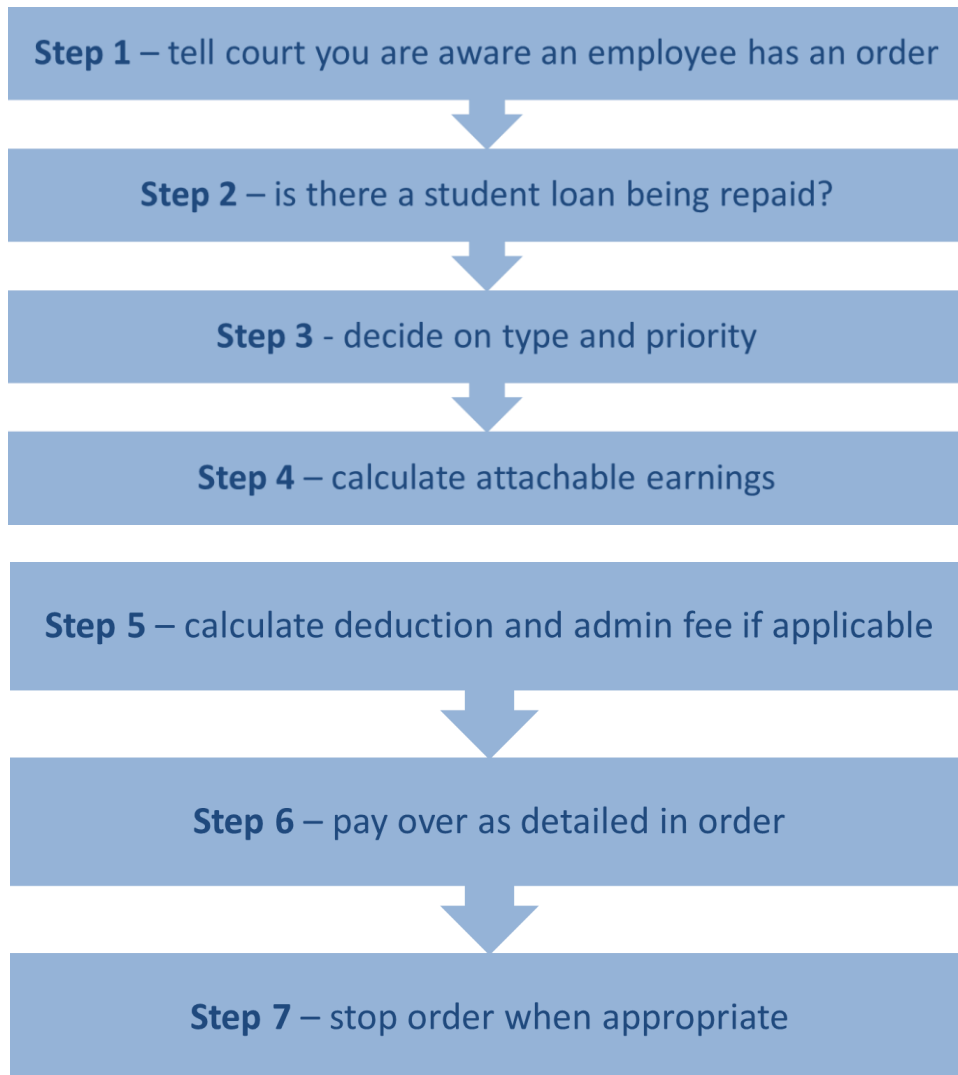 Step 1 – tell court you are aware an employee has an order
Step 2 – is there a student loan being repaid?
Step 3 - decide on type and priority
Step 4 – calculate attachable earnings
Step 5 – calculate deduction and admin fee if applicable
Step 6 – pay over as detailed in order
Step 7 – stop order when appropriate